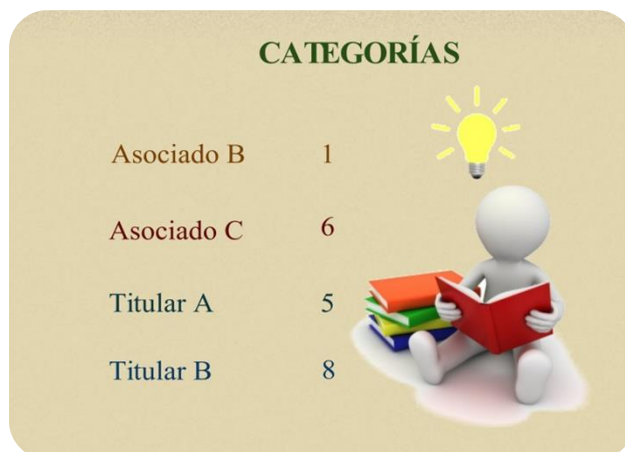 CATEGORÍAS
Asociado B 1
Asociado C 6
Titular A 5
Titular B 8